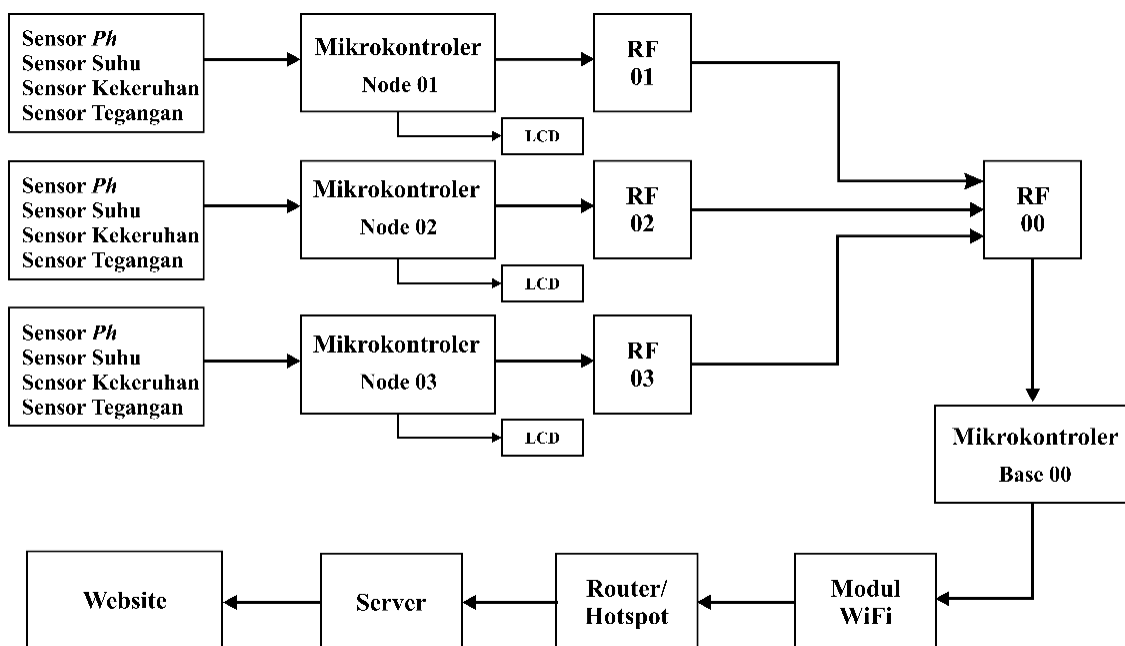 Sensor Ph
Sensor Suhu
Sensor Kekeruhan
Sensor Tegangan
Mikrokontroler
Node 01
RF
01
LCD
Sensor Ph
Sensor Suhu
Sensor Kekeruhan
Sensor Tegangan
Mikrokontroler
Node 02
RF
02
LCD
RF
00
Sensor Ph
Sensor Suhu
Sensor Kekeruhan
Sensor Tegangan
Mikrokontroler
Node 03
RF
03
LCD
Mikrokontroler
Base 00
Website
Server
Router/
Hotspot
Modul
WiFi